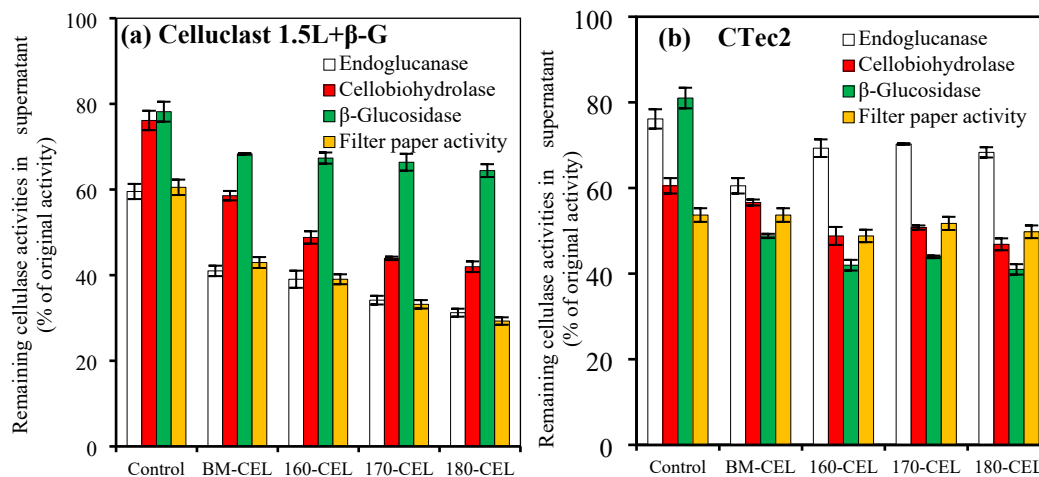 (a) Celluclast 1.5L+β-G
Endoglucanase
Cellobiohydrolase
β-Glucosidase
Filter paper activity
Remaining cellulase activities in supernatant
(% of original activity)
100
80
60
40
20
0
Control BM-CEL 160-CEL 170-CEL 180-CEL
(b) CTec2
Endoglucanase
Cellobiohydrolase
β-Glucosidase
Filter paper activity
Remaining cellulase activities in supernatant
(% of original activity)
100
80
60
40
20
0
Control BM-CEL 160-CEL 170-CEL 180-CEL